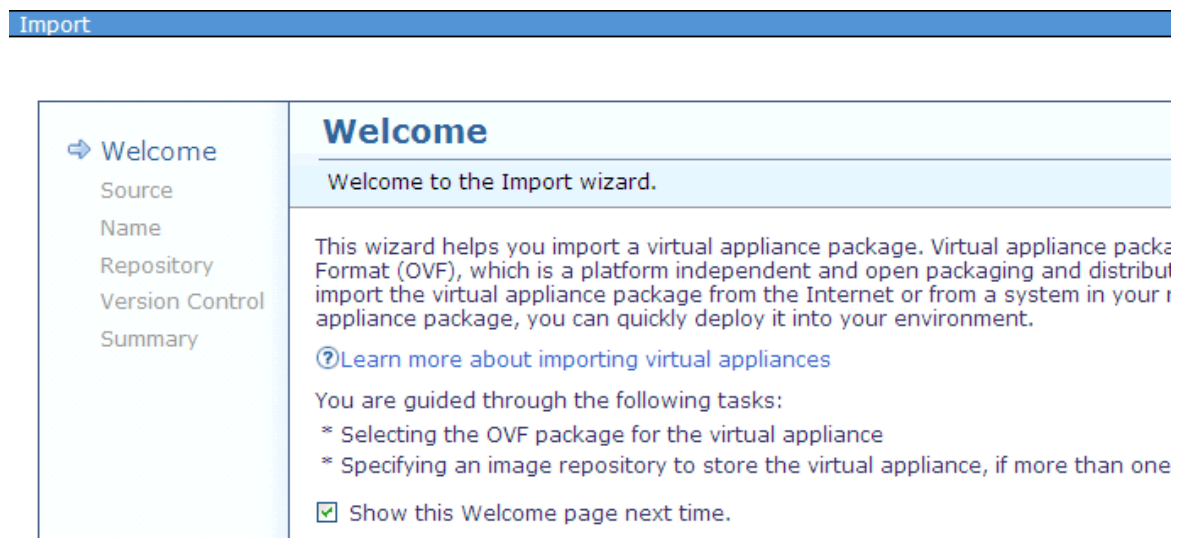 Import
Welcome
Source
Name
Repository
Version Control
Summary
Welcome
Welcome to the Import wizard.
This wizard helps you import a virtual appliance package. Virtual appliance packa
Format (OVF), which is a platform independent and open packaging and distribut
import the virtual appliance package from the Internet or from a system in your
appliance package, you can quickly deploy it into your environment.
?Learn more about importing virtual appliances
You are guided through the following tasks:
* Selecting the OVF package for the virtual appliance
* Specifying an image repository to store the virtual appliance, if more than one
Show this Welcome page next time.